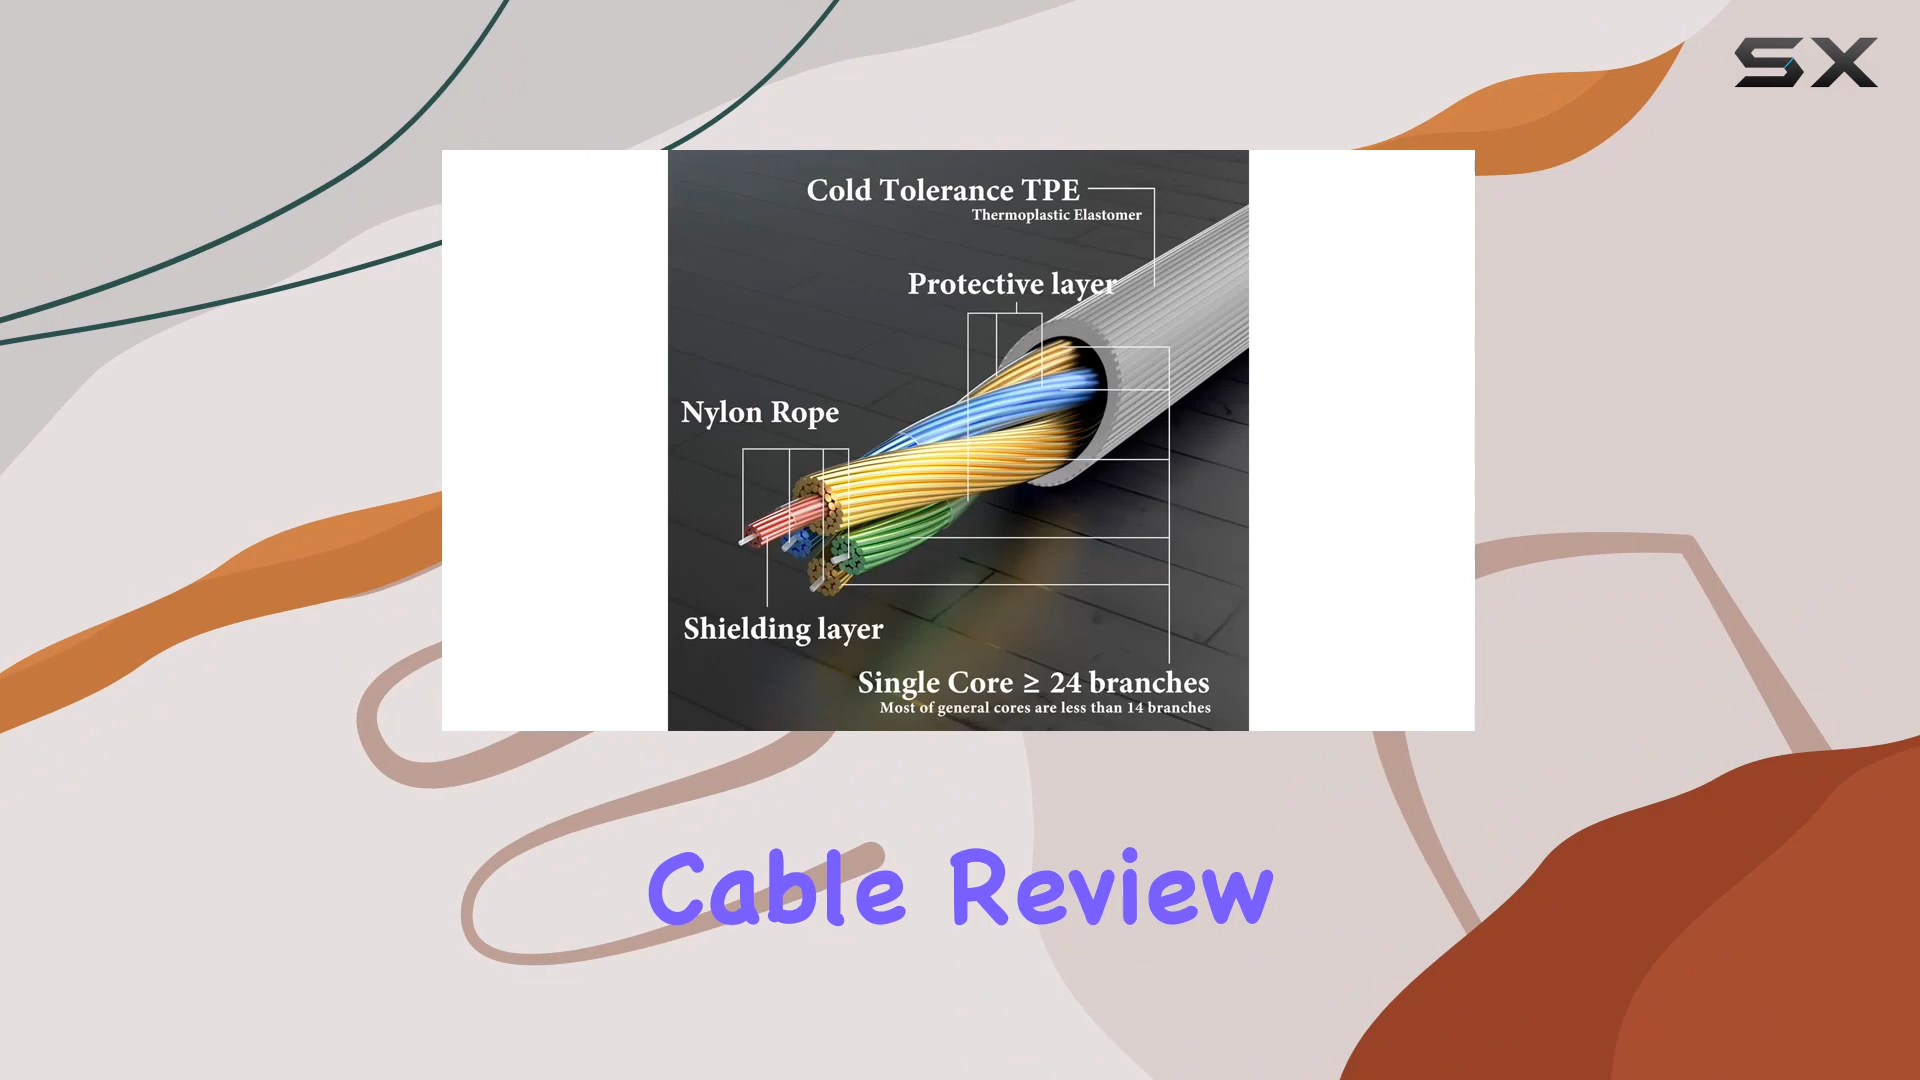 SX
Cold Tolerance TPE
Thermoplastic Elastomer
Protective layer
Nylon Rope
Shielding layer
Single Core ≥ 24 branches
Most of general cores are less than 14 branches
Cable Review